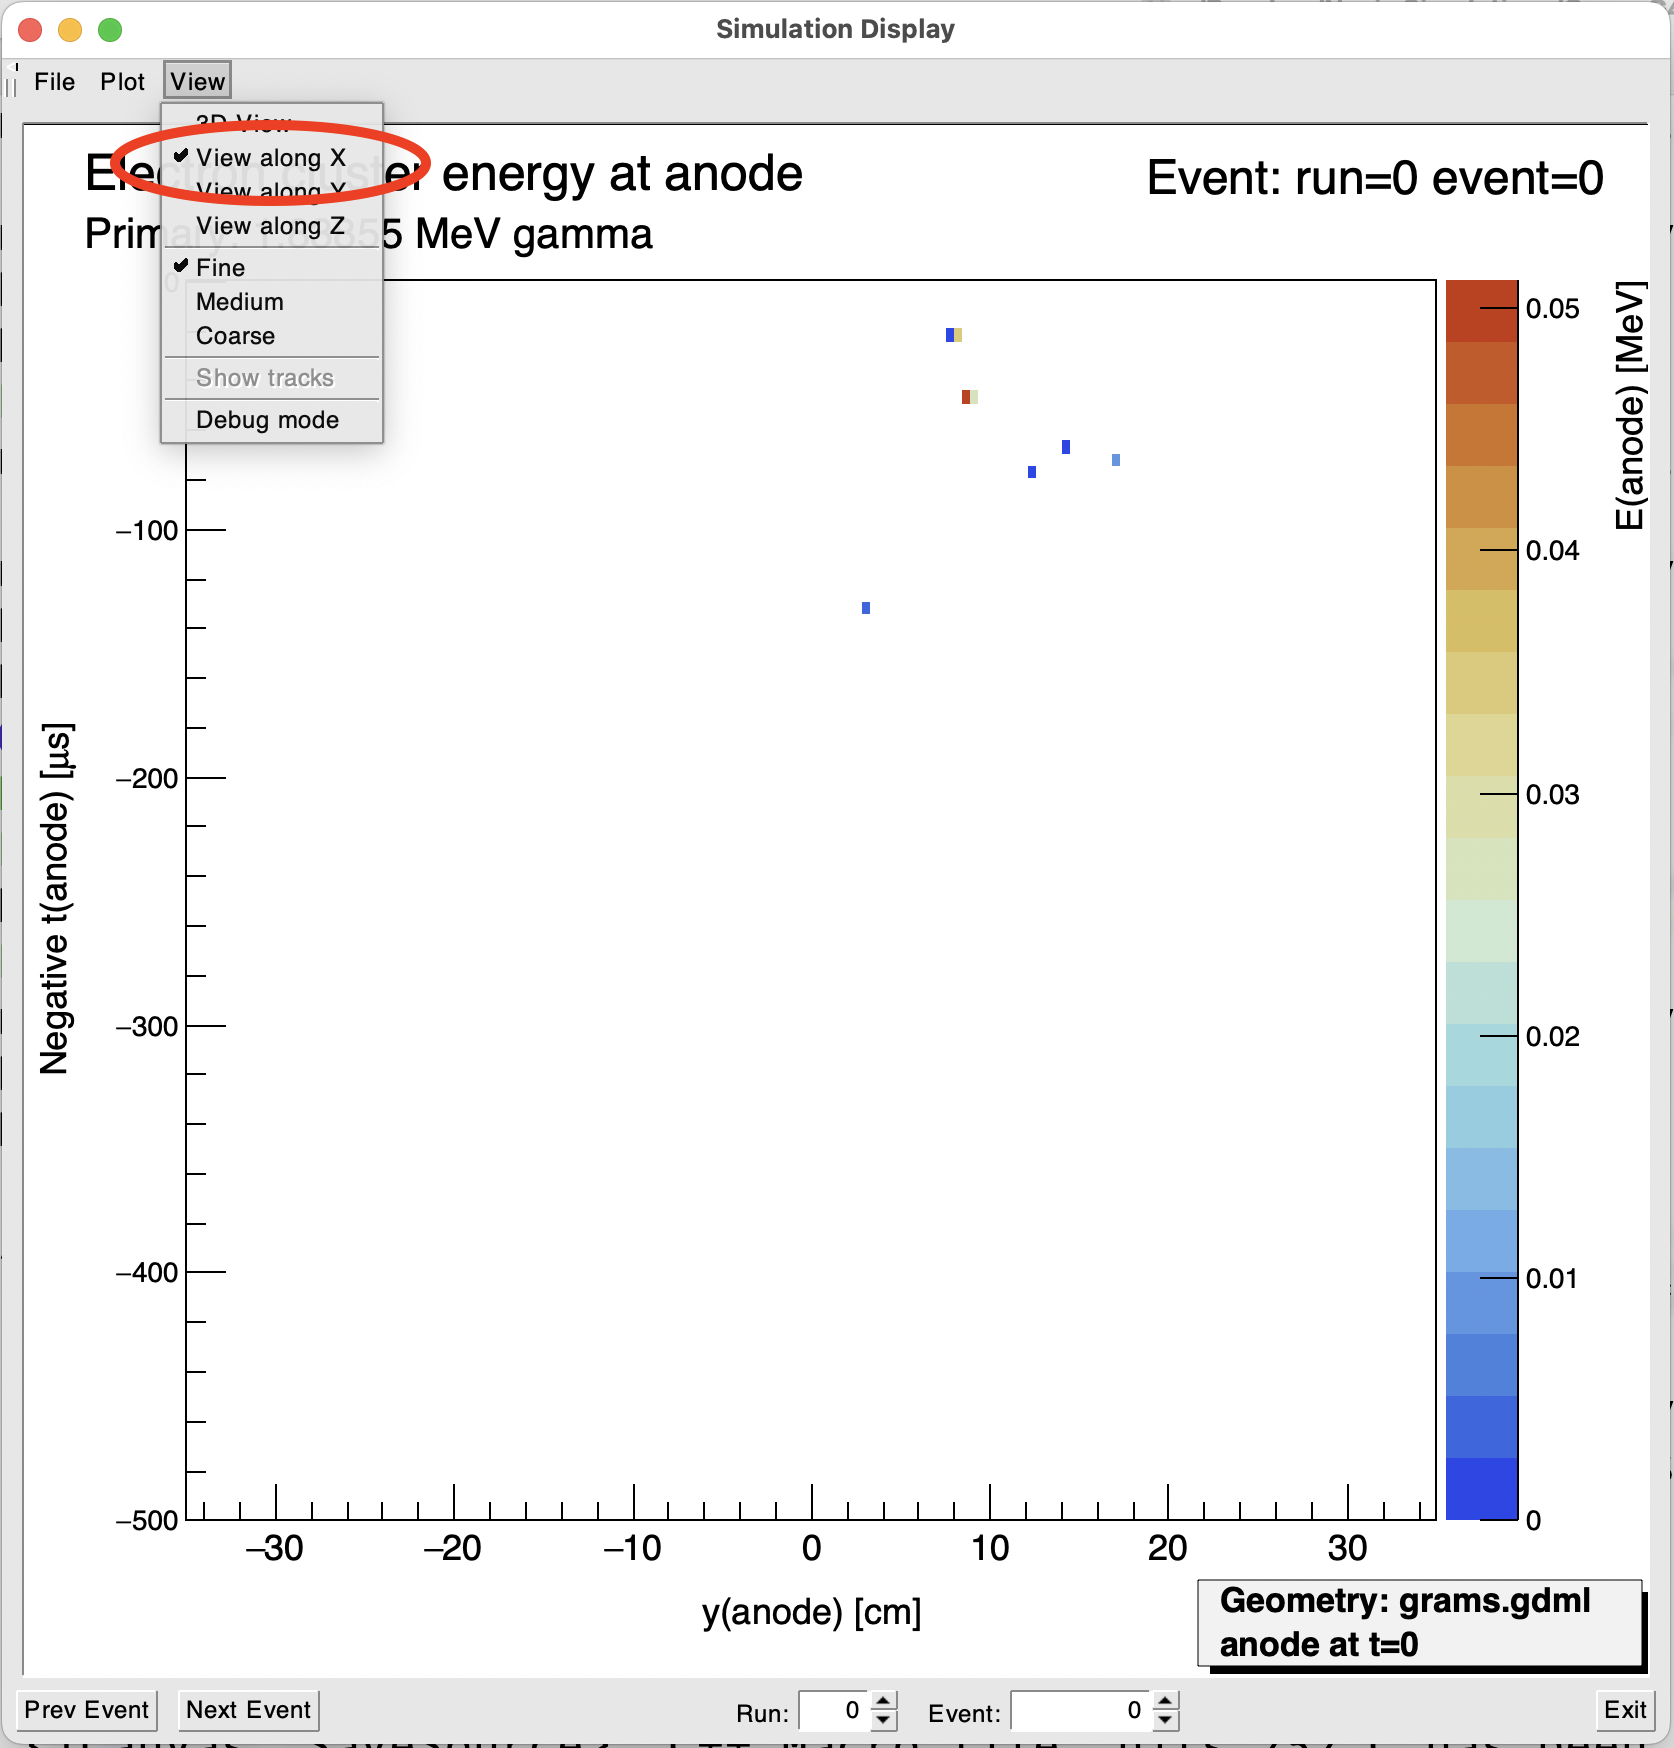 Simulation Display
File Plot View
3D View
View along X
View along Y
View along Z
Fine
Medium
Coarse
Show tracks
Debug mode
Electron cluster energy at anode
Event: run=0 event=0
5 MeV gamma
E(anode) [MeV]
0.05
0.04
0.03
0.02
0.01
0
Negative t(anode) [μs]
0
−100
−200
−300
−400
−500
−30 −20 −10 0 10 20 30
y(anode) [cm]
Geometry: grams.gdml
anode at t=0
Prev Event Next Event Run: 0 Event: 0 Exit